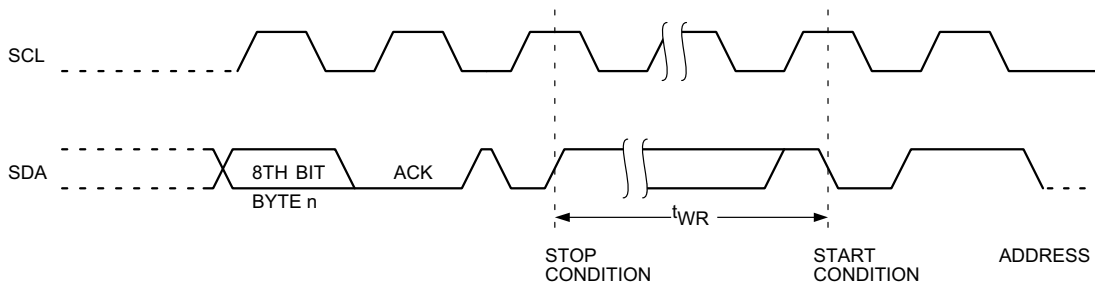 SCL
SDA
8TH BIT
ACK
BYTE n
tWR
STOP
CONDITION
START
CONDITION
ADDRESS